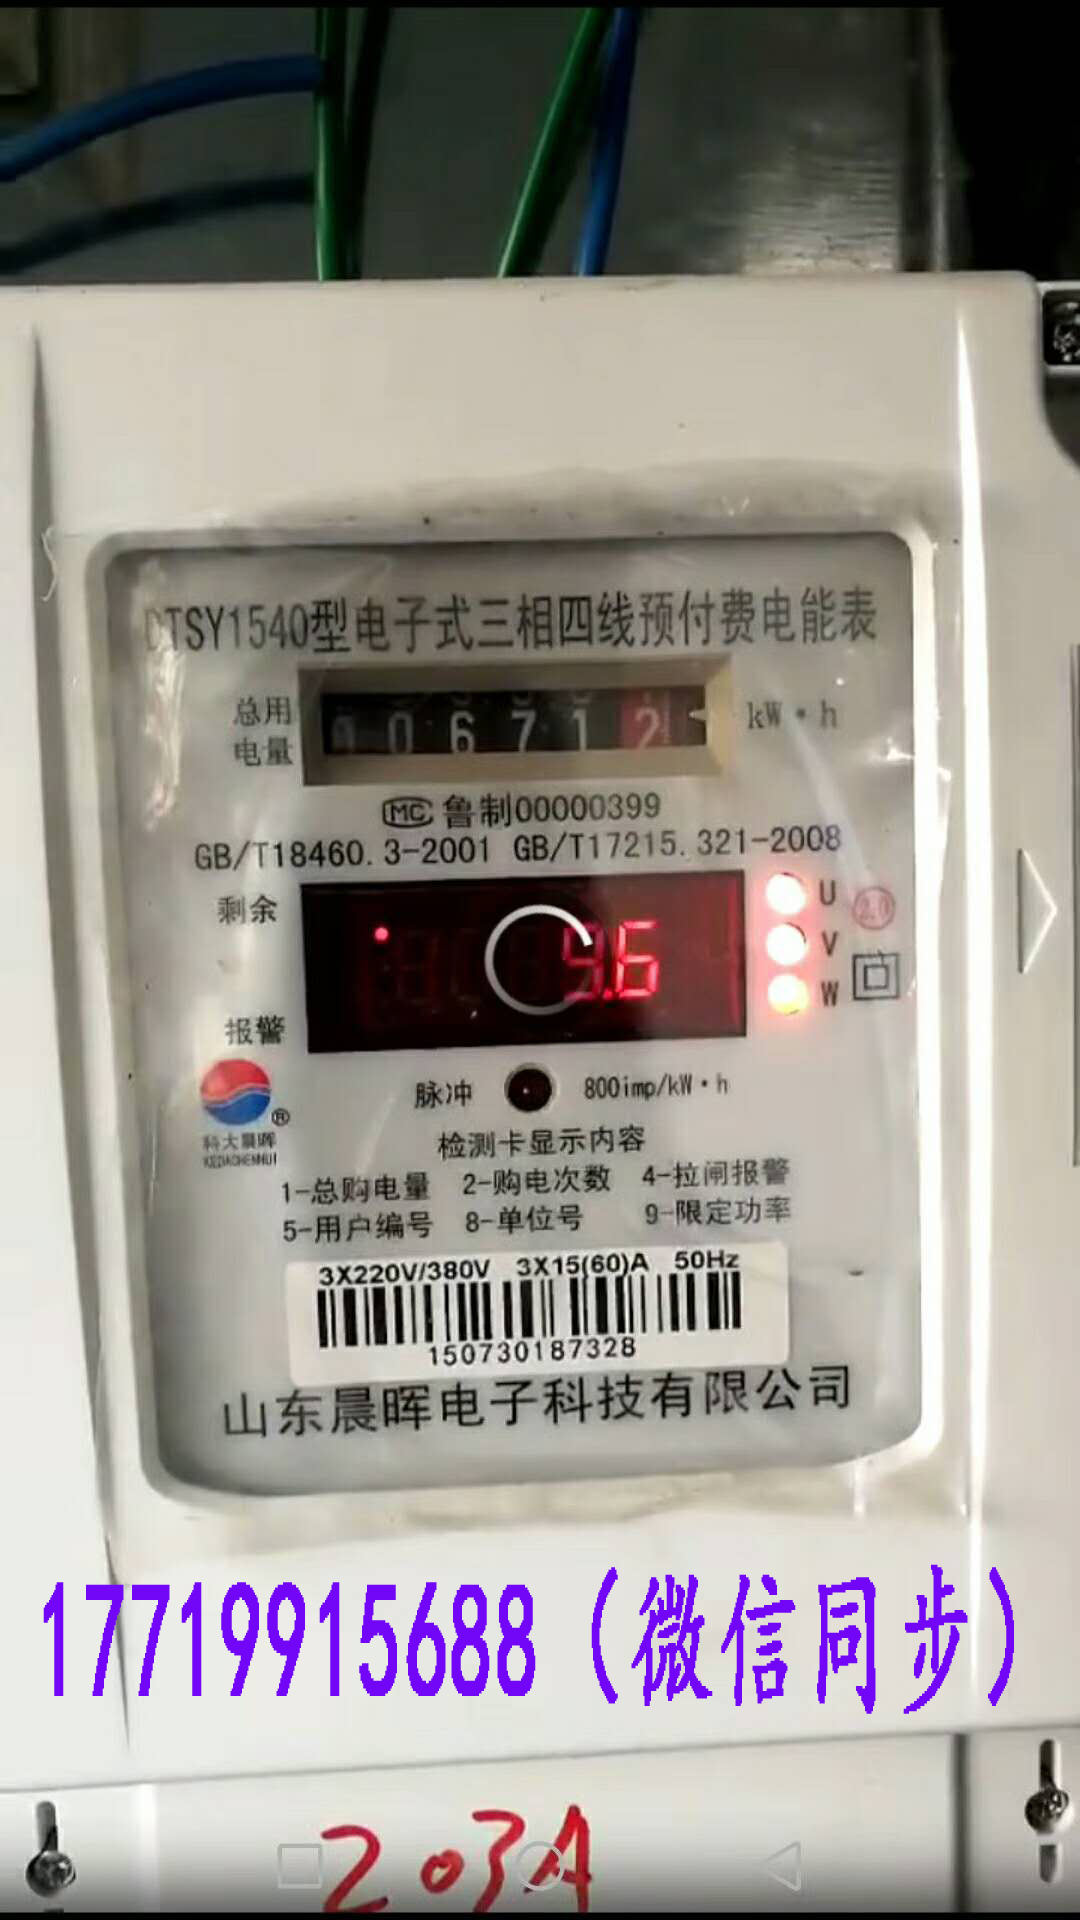 DTSY1540型电子式三相四线预付费电能表
总用电量
006712
kW·h
MC 鲁制00000399
GB/T18460.3-2001 GB/T17215.321-2008
剩余
9.6
U
V
W
2.0
报警
科大晨晖
KEDACHENHUI
脉冲
800imp/kW·h
检测卡显示内容
1-总购电量 2-购电次数 4-拉闸报警
5-用户编号 8-单位号 9-限定功率
3X220V/380V 3X15(60)A 50Hz
150730187328
山东晨晖电子科技有限公司
17719915688（微信同步）
203A